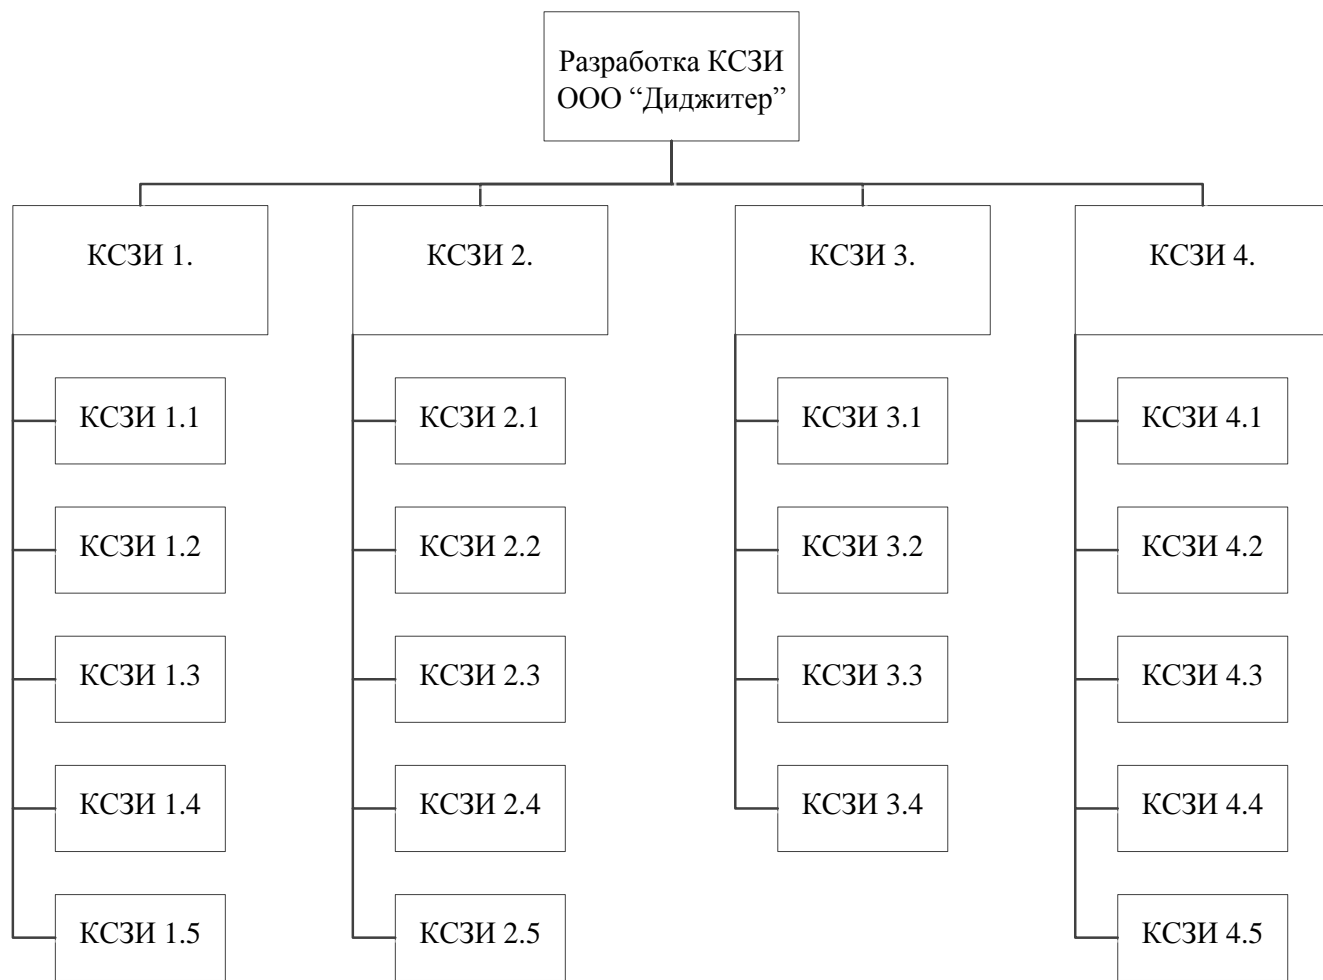 Разработка КСЗИ
ООО “Диджитер”
КСЗИ 1.
КСЗИ 2.
КСЗИ 3.
КСЗИ 4.
КСЗИ 1.1
КСЗИ 2.1
КСЗИ 3.1
КСЗИ 4.1
КСЗИ 1.2
КСЗИ 2.2
КСЗИ 3.2
КСЗИ 4.2
КСЗИ 1.3
КСЗИ 2.3
КСЗИ 3.3
КСЗИ 4.3
КСЗИ 1.4
КСЗИ 2.4
КСЗИ 3.4
КСЗИ 4.4
КСЗИ 1.5
КСЗИ 2.5
КСЗИ 4.5